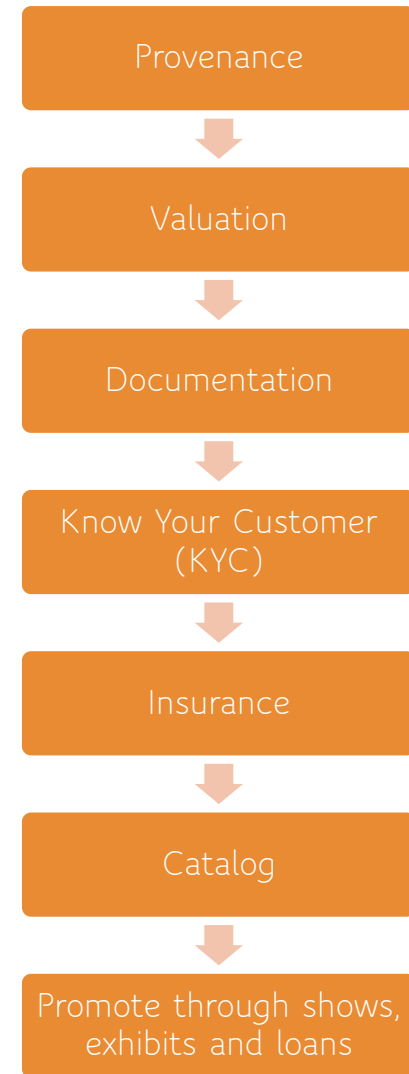 Provenance
Valuation
Documentation
Know Your Customer
(KYC)
Insurance
Catalog
Promote through shows,
exhibits and loans